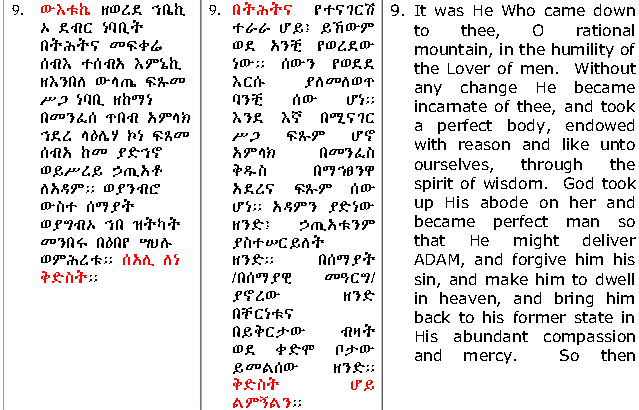 9. ውእቱኬ ዘወረደ ኀቤኪ
ኦ ደብር ነባቢት
በትሕትና መፍቀሬ
ሰብእ ተሰብአ እምኔኪ
ዘእንበለ ውላጤ ፍጹመ
ሥጋ ነባቢ ዘከማነ
በመንፈሰ ጥበብ አምላክ
ኀደረ ላዕሌሃ ኮነ ፍጸመ
ሰብአ ከመ ያድኅኖ
ወይሥረይ ኃጢአቶ
ለአዳም፡፡ ወያንብሮ
ውስተ ሰማያት
ወያግብኦ ኀበ ዝትካት
መንበሩ በዕበየ ሣህሉ
ወምሕረቱ፡፡ ሰአሊ ለነ
ቅድስት፡፡
9. በትሕትና የተናገርሽ
ተራራ ሆይ፤ ይኸውም
ወደ አንቺ የወረደው
ነው፡፡ ሰውን የወደደ
እርሱ ያለመለወጥ
ባንቺ ሰው ሆነ፡፡
እንደ እኛ በሚናገር
ሥጋ ፍጹም ሆኖ
አምላክ በመንፈስ
ቅዱስ በማኀፀንዋ
አደረና ፍጹም ሰው
ሆነ፡፡ አዳምን ያድነው
ዘንድ፤ ኃጢአቱንም
ያስተሠርይለት
ዘንድ፡፡ በሰማያት
/በሰማያዊ መዓርግ/
ያኖረው ዘንድ
በቸርነቱና
በይቅርታው ብዛት
ወደ ቀድሞ ቦታው
ይመልሰው ዘንድ፡፡
ቅድስት ሆይ
ልምኝልን፡፡
9. It was He Who came down
to thee, O rational
mountain, in the humility of
the Lover of men. Without
any change He became
incarnate of thee, and took
a perfect body, endowed
with reason and like unto
ourselves, through the
spirit of wisdom. God took
up His abode on her and
became perfect man so
that He might deliver
ADAM, and forgive him his
sin, and make him to dwell
in heaven, and bring him
back to his former state in
His abundant compassion
and mercy. So then